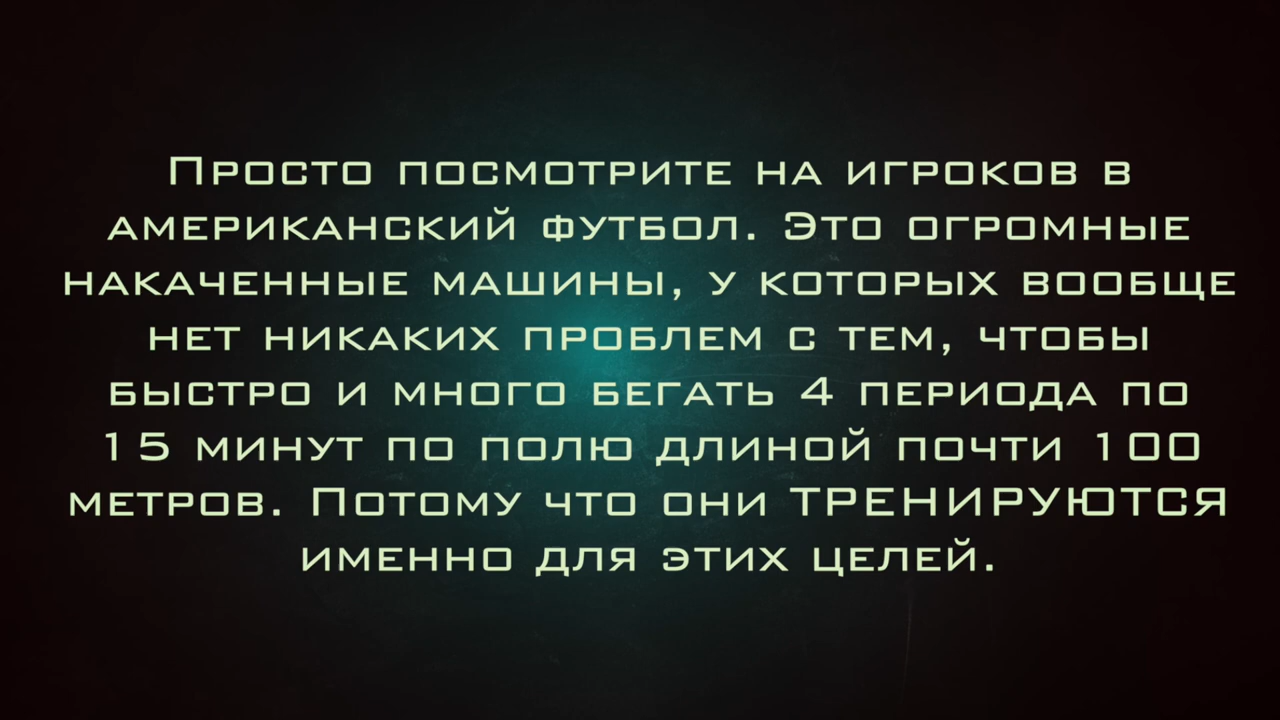 Просто посмотрите на игроков в
американский футбол. Это огромные
накаченные машины, у которых вообще
нет никаких проблем с тем, чтобы
быстро и много бегать 4 периода по
15 минут по полю длиной почти 100
метров. Потому что они ТРЕНИРУЮТСЯ
именно для этих целей.